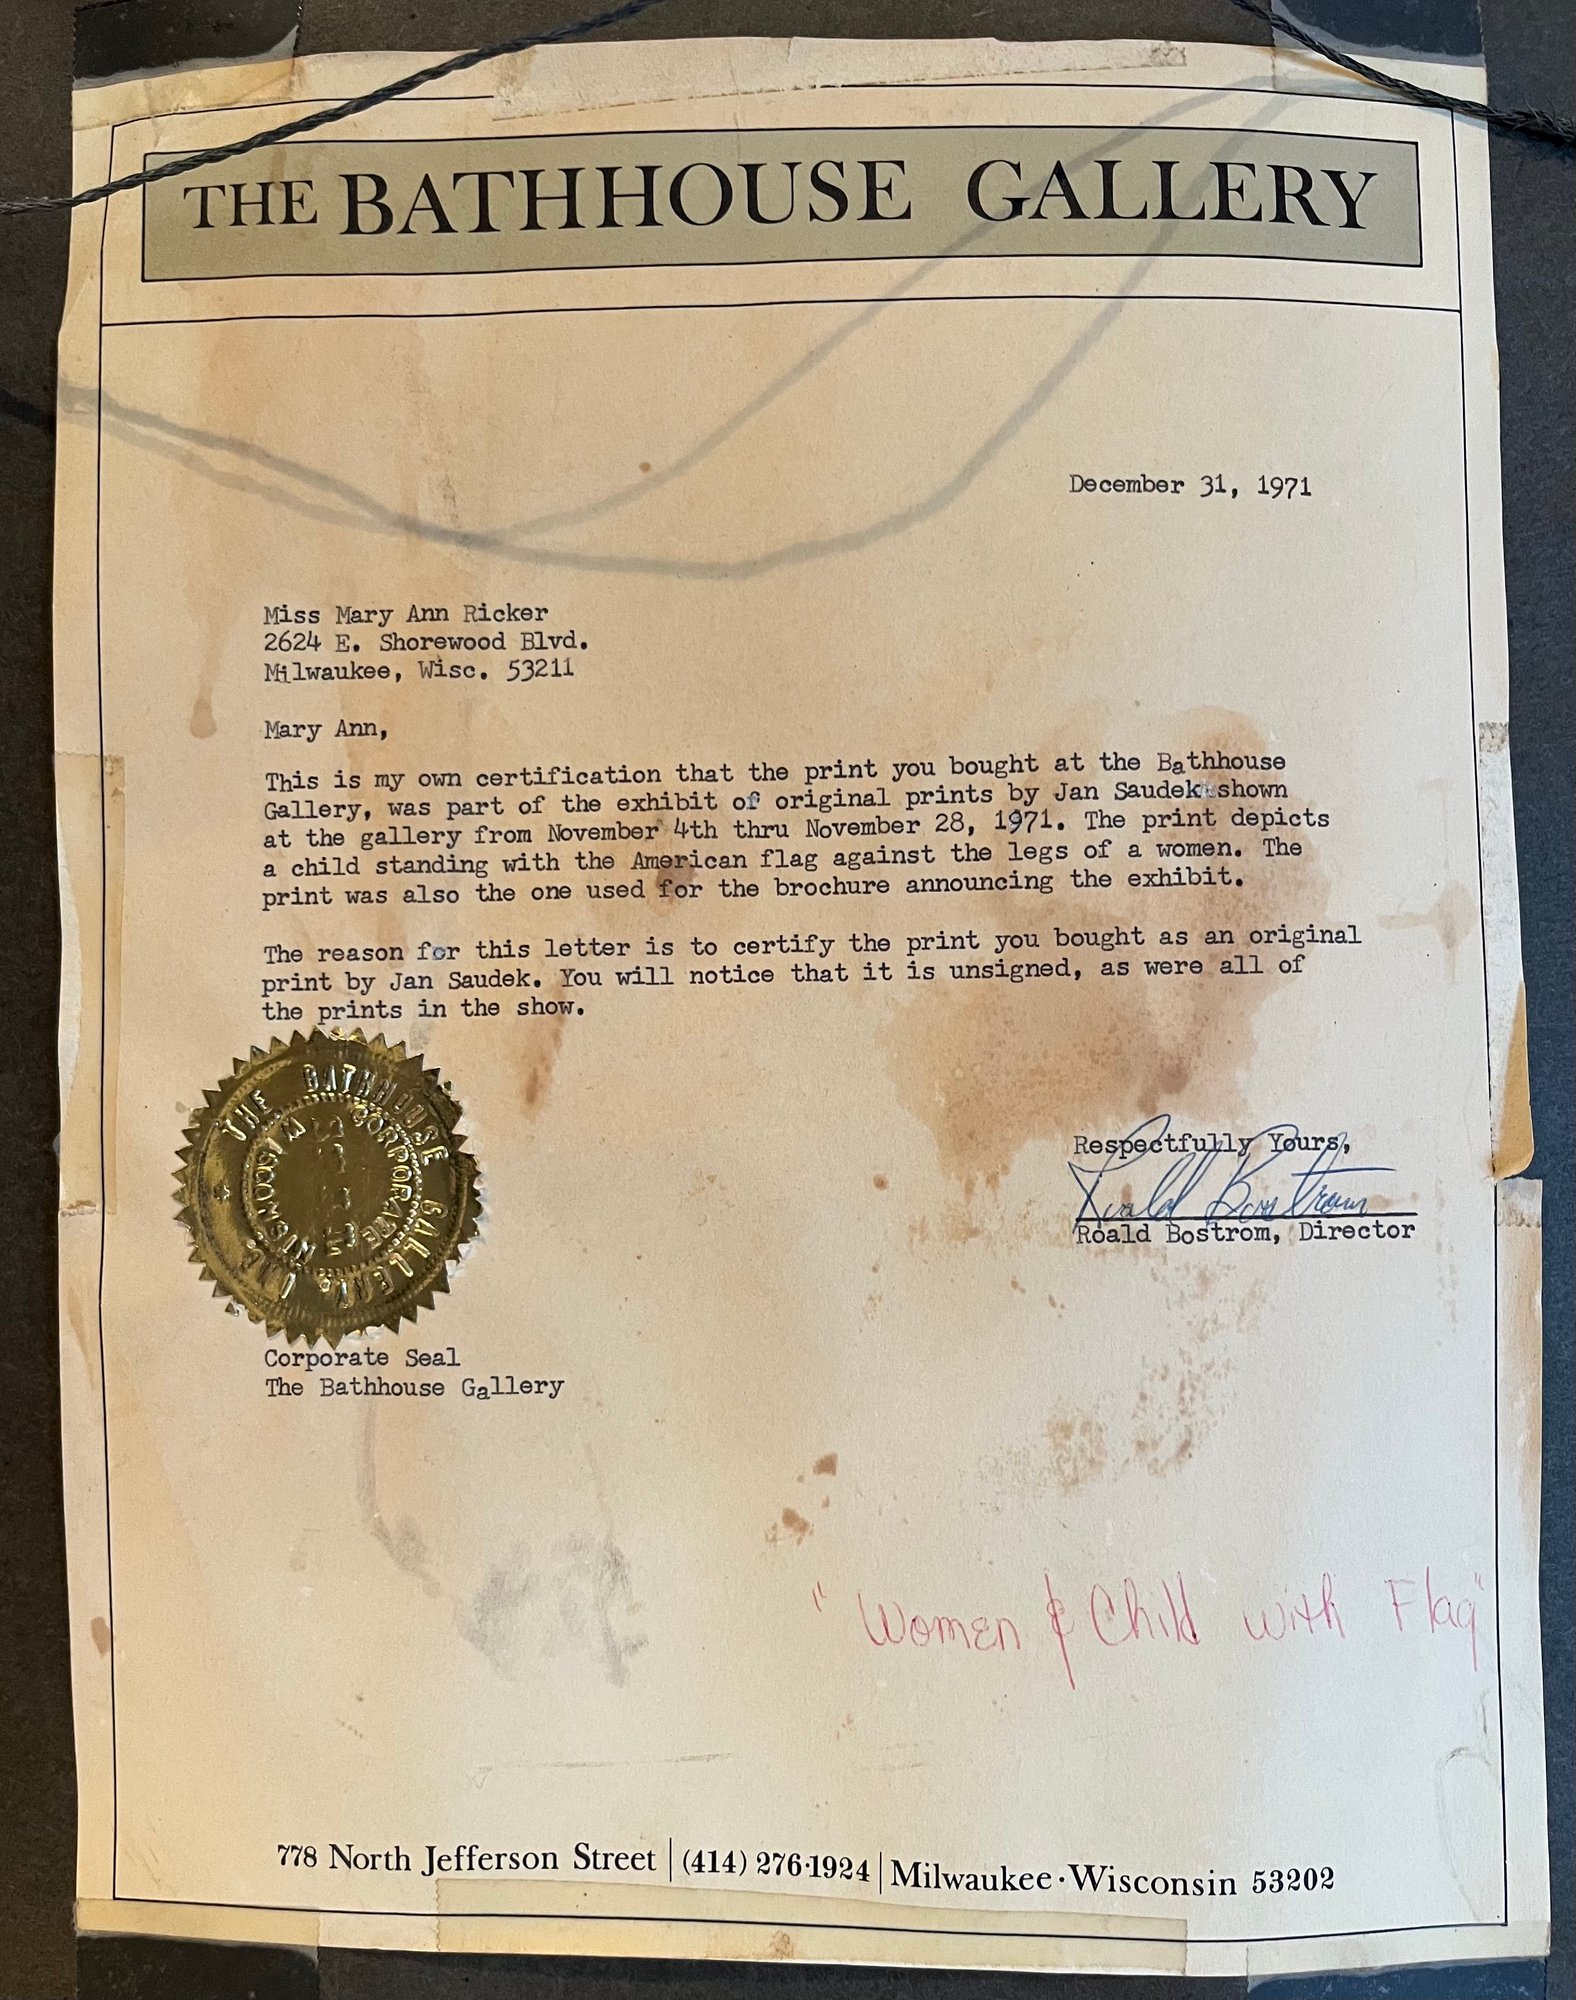 THE BATHHOUSE GALLERY
December 31, 1971
Miss Mary Ann Ricker
2624 E. Shorewood Blvd.
Milwaukee, Wisc. 53211
Mary Ann,
This is my own certification that the print you bought at the Bathhouse
Gallery, was part of the exhibit of original prints by Jan Saudek shown
at the gallery from November 4th thru November 28, 1971. The print depicts
a child standing with the American flag against the legs of a women. The
print was also the one used for the brochure announcing the exhibit.
The reason for this letter is to certify the print you bought as an original
print by Jan Saudek. You will notice that it is unsigned, as were all of
the prints in the show.
THE BATHHOUSE GALLERY, INC.
CORPORATE
WISCONSIN
Respectfully Yours,
Roald Bostrom
Roald Bostrom, Director
Corporate Seal
The Bathhouse Gallery
"Women & Child with Flag"
778 North Jefferson Street | (414) 276·1924 | Milwaukee · Wisconsin 53202